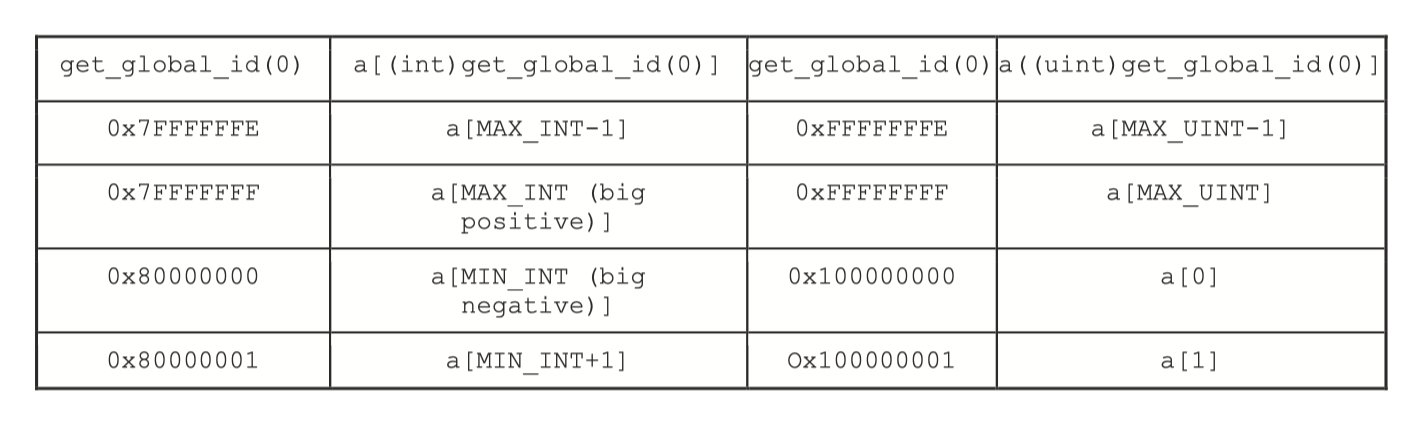 get_global_id(0) a[(int)get_global_id(0)] get_global_id(0) a((uint)get_global_id(0)]
0x7FFFFFFE a[MAX_INT-1] 0xFFFFFFFE a[MAX_UINT-1]
0x7FFFFFFF a[MAX_INT (big 0xFFFFFFFF a[MAX_UINT]
positive)]
0x80000000 a[MIN_INT (big 0x100000000 a[0]
negative)]
0x80000001 a[MIN_INT+1] Ox100000001 a[1]